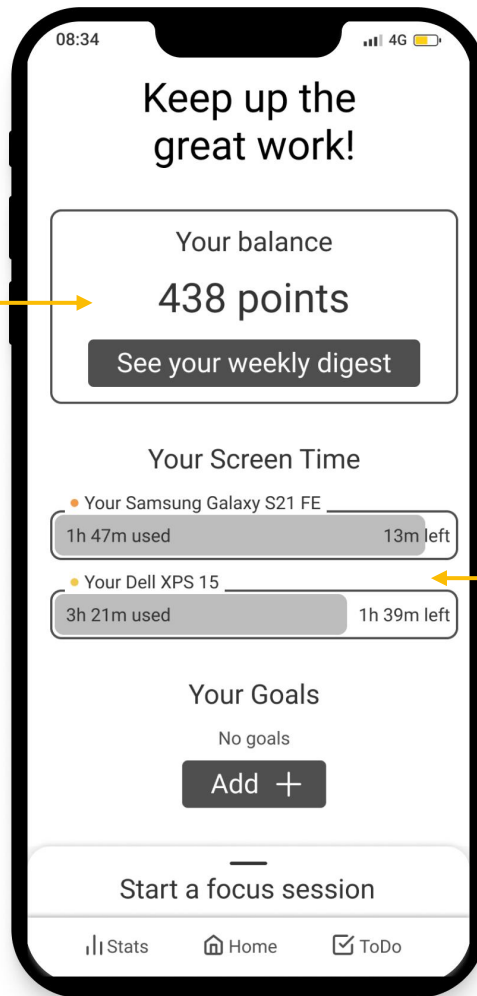 08:34
4G
Keep up the
great work!
Your balance
438 points
See your weekly digest
Your Screen Time
Your Samsung Galaxy S21 FE
1h 47m used 13m left
Your Dell XPS 15
3h 21m used 1h 39m left
Your Goals
No goals
Add +
Start a focus session
Stats Home ToDo